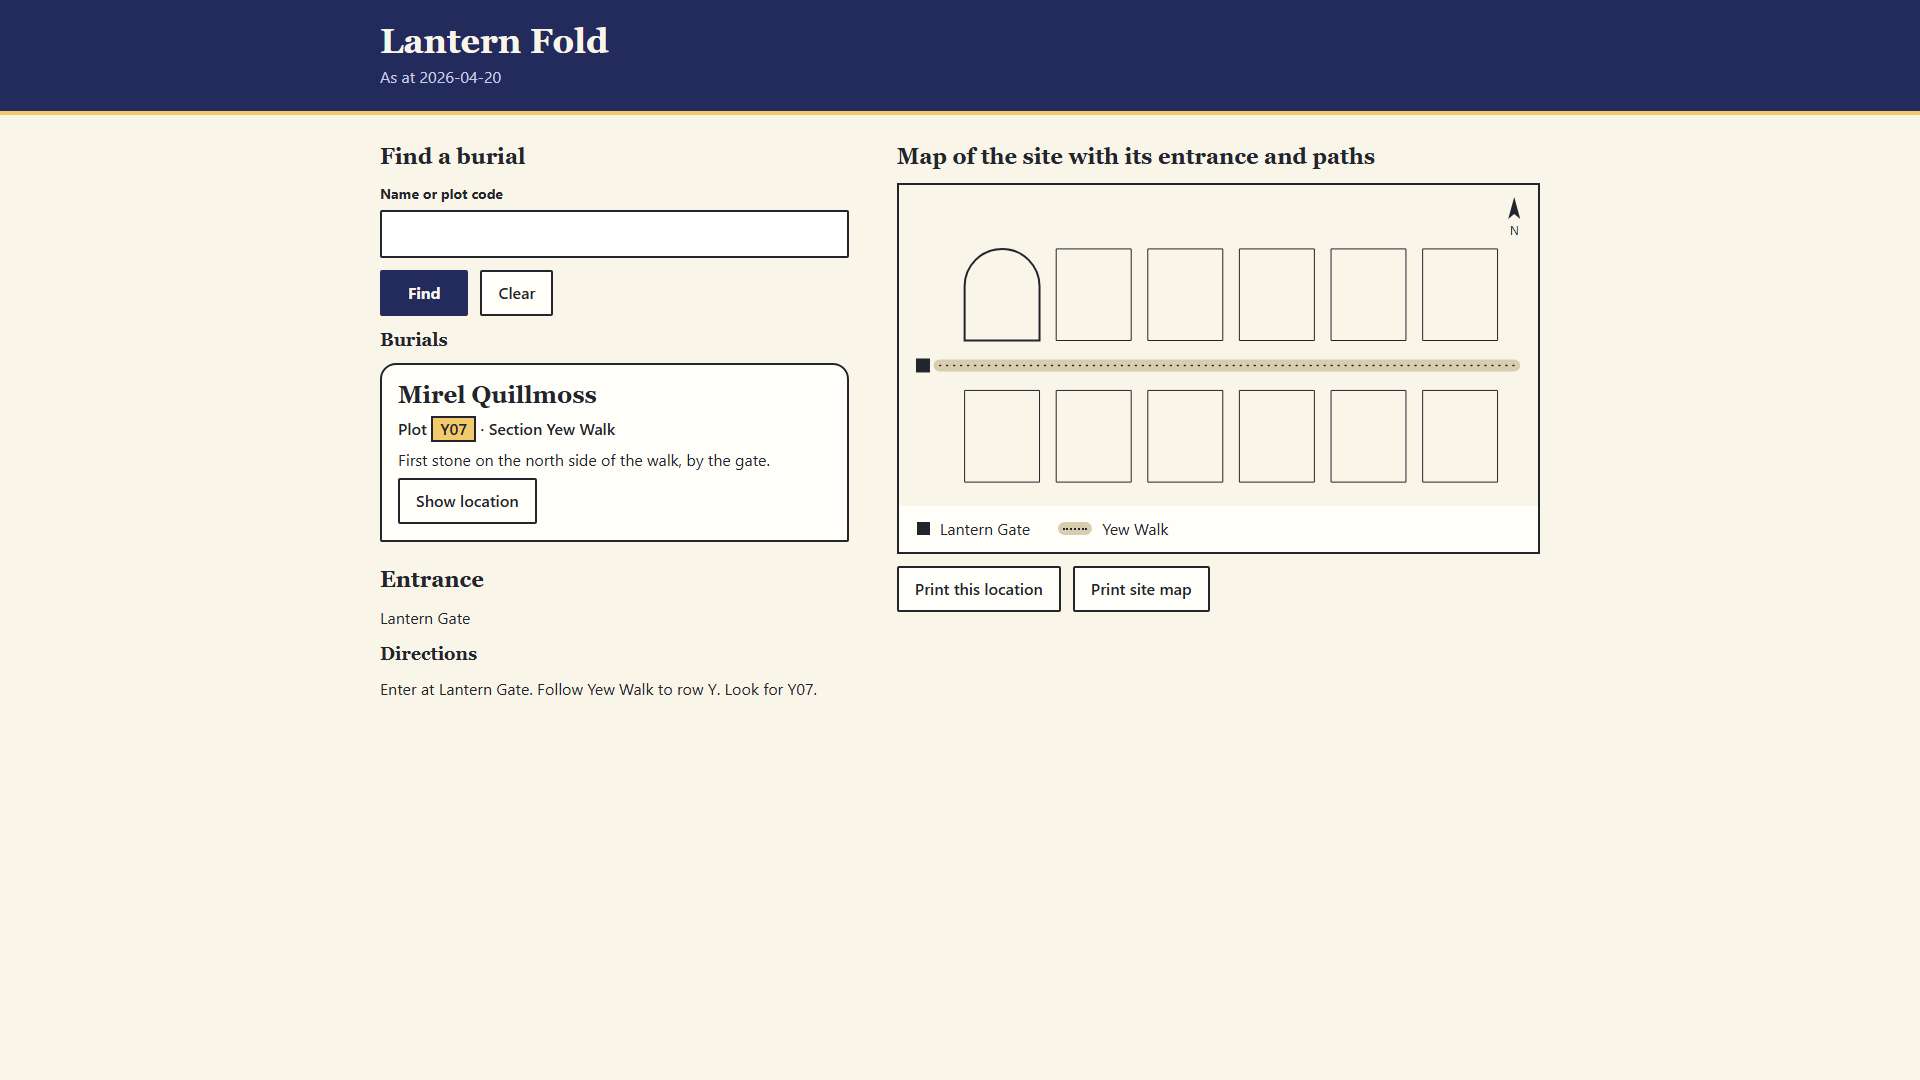 Lantern Fold
As at 2026-04-20
Find a burial
Name or plot code
Find
Clear
Burials
Mirel Quillmoss
Plot Y07 · Section Yew Walk
First stone on the north side of the walk, by the gate.
Show location
Entrance
Lantern Gate
Directions
Enter at Lantern Gate. Follow Yew Walk to row Y. Look for Y07.
Map of the site with its entrance and paths
N
Lantern Gate
Yew Walk
Print this location
Print site map